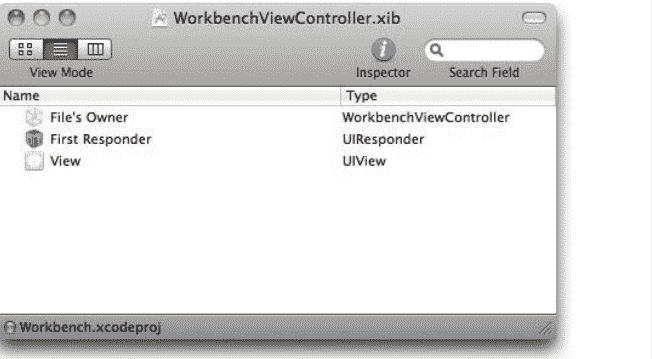 WorkbenchViewController.xib
View Mode
Inspector
Search Field
Name Type
File's Owner WorkbenchViewController
First Responder UIResponder
View UIView
Workbench.xcodeproj